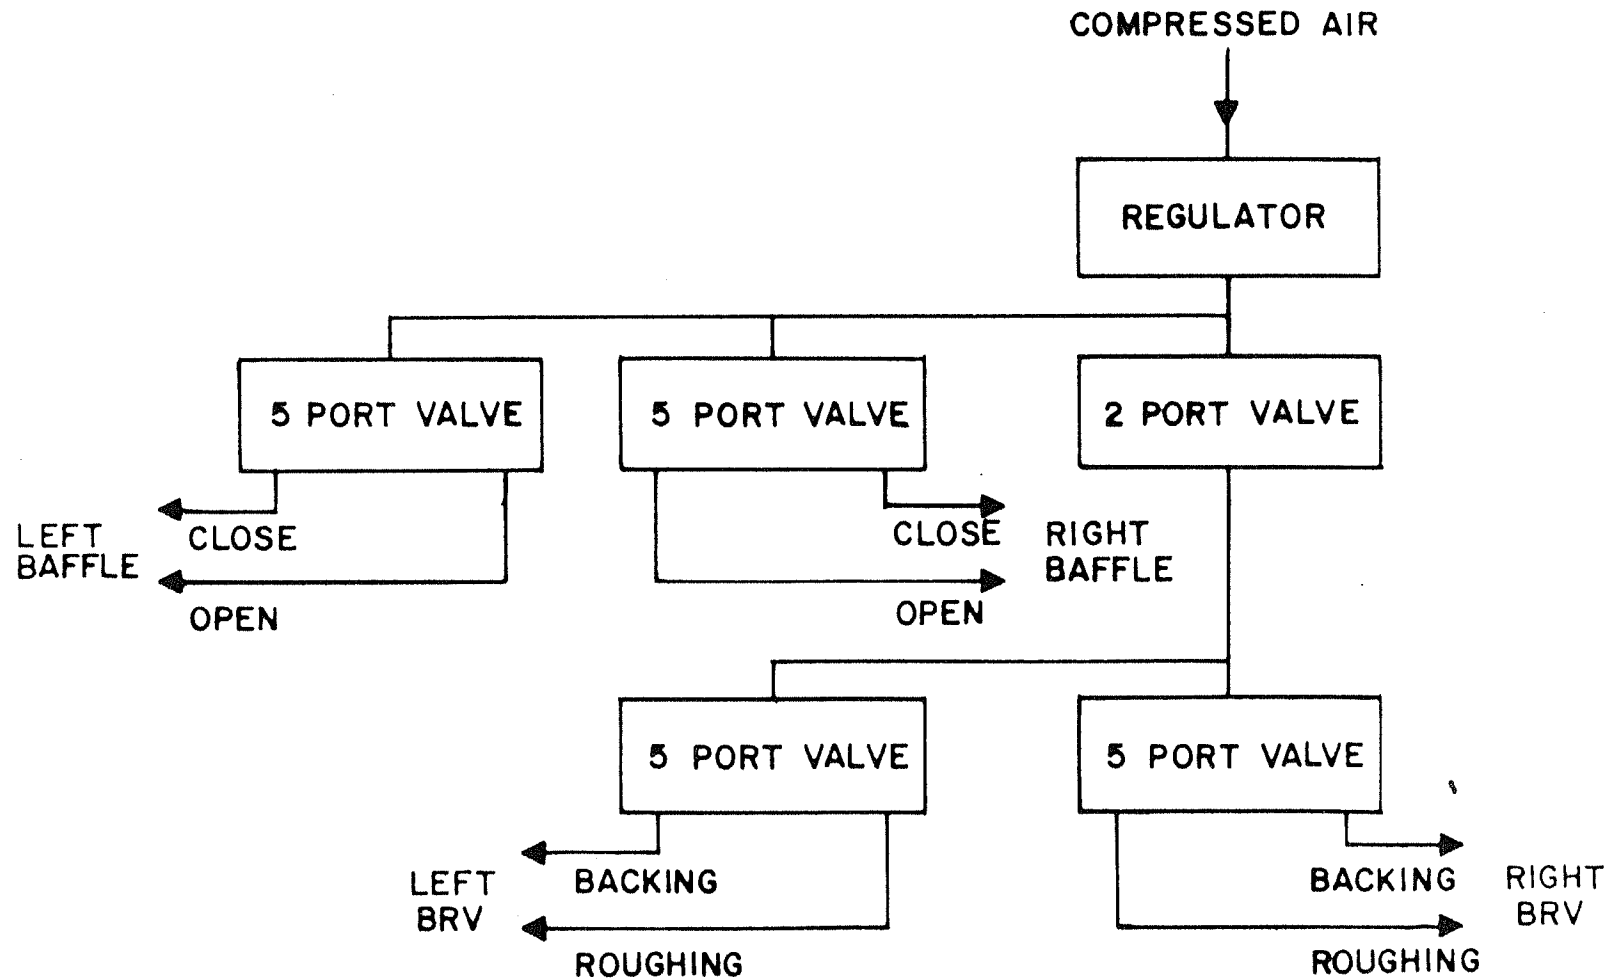 COMPRESSED AIR
REGULATOR
5 PORT VALVE
5 PORT VALVE
2 PORT VALVE
LEFT
BAFFLE
CLOSE
OPEN
CLOSE
OPEN
RIGHT
BAFFLE
5 PORT VALVE
5 PORT VALVE
LEFT
BRV
BACKING
ROUGHING
BACKING
ROUGHING
RIGHT
BRV